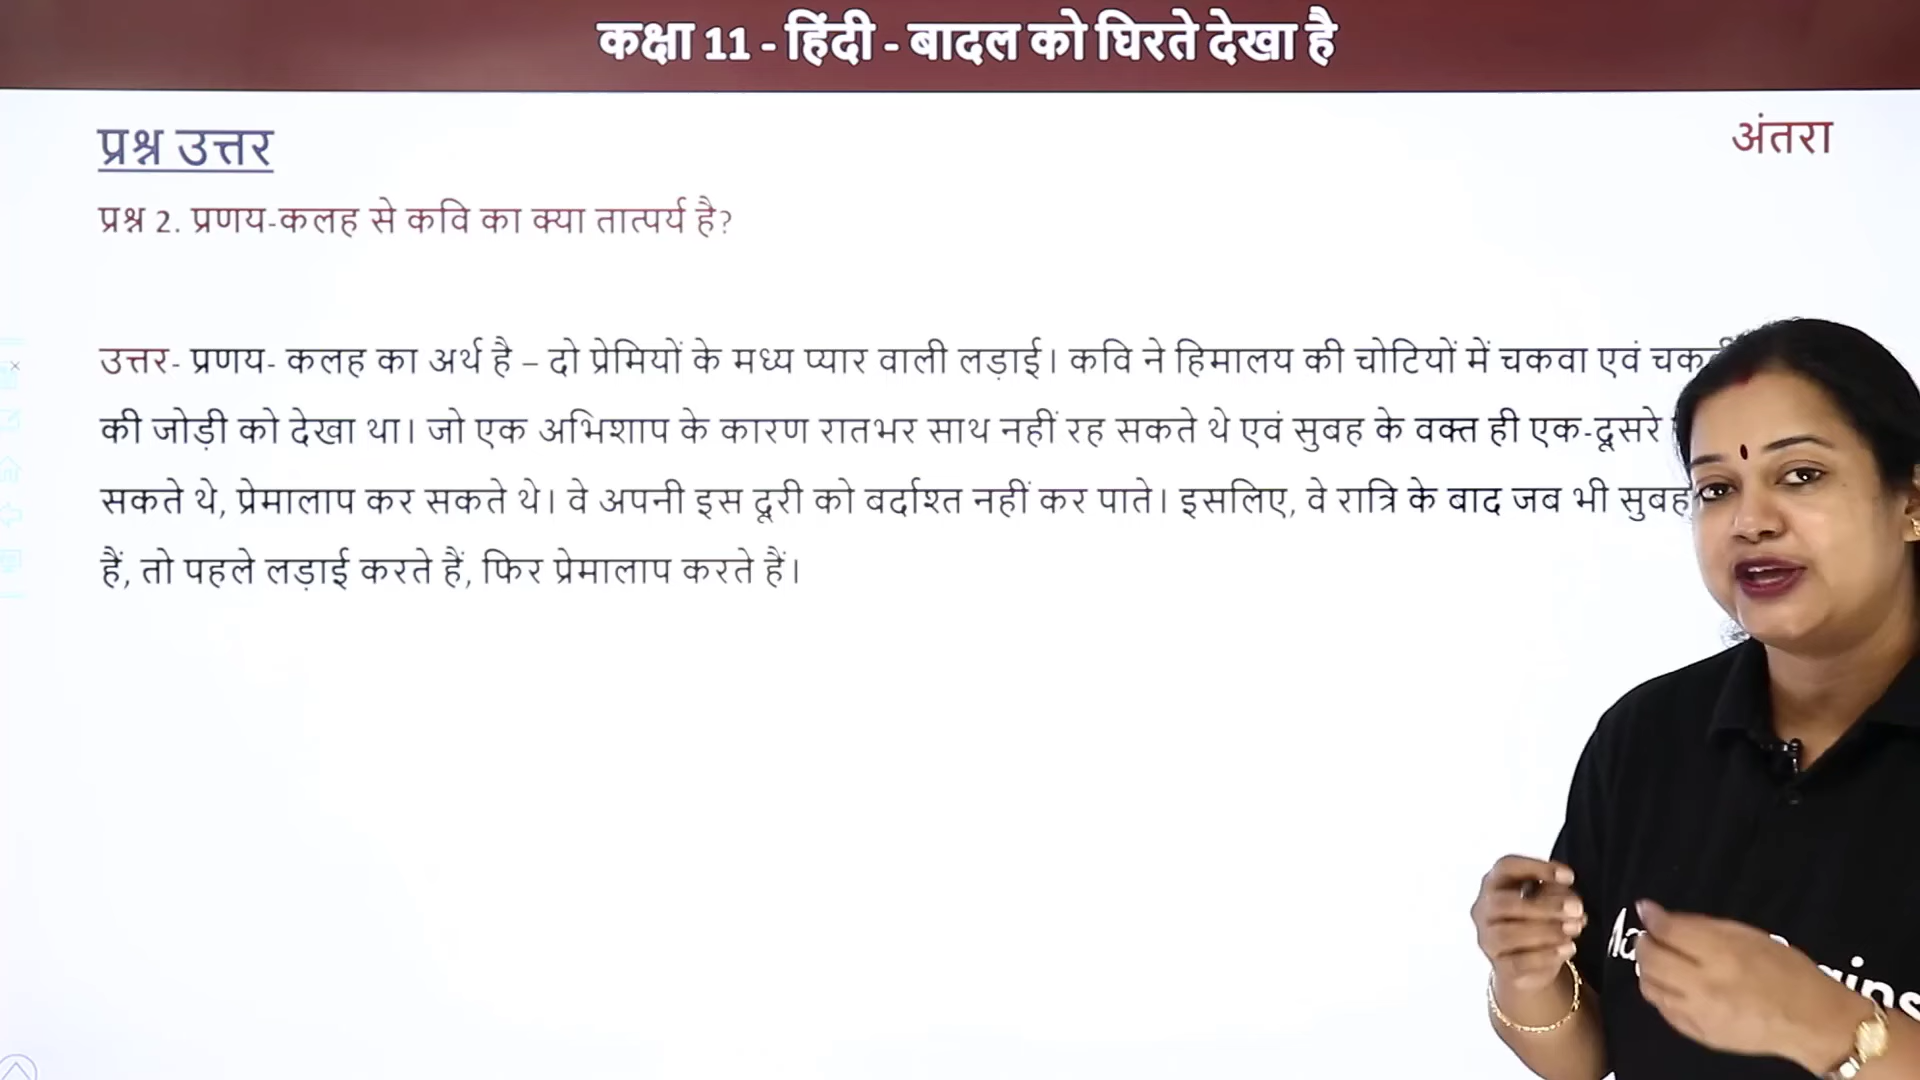 कक्षा 11 - हिंदी - बादल को घिरते देखा है
प्रश्न उत्तर
अंतरा
प्रश्न 2. प्रणय-कलह से कवि का क्या तात्पर्य है?
उत्तर- प्रणय- कलह का अर्थ है – दो प्रेमियों के मध्य प्यार वाली लड़ाई। कवि ने हिमालय की चोटियों में चकवा एवं
की जोड़ी को देखा था। जो एक अभिशाप के कारण रातभर साथ नहीं रह सकते थे एवं सुबह के वक्त ही एक-दूसरे
सकते थे, प्रेमालाप कर सकते थे। वे अपनी इस दूरी को बर्दाश्त नहीं कर पाते। इसलिए, वे रात्रि के बाद जब भी सुबह
हैं, तो पहले लड़ाई करते हैं, फिर प्रेमालाप करते हैं।